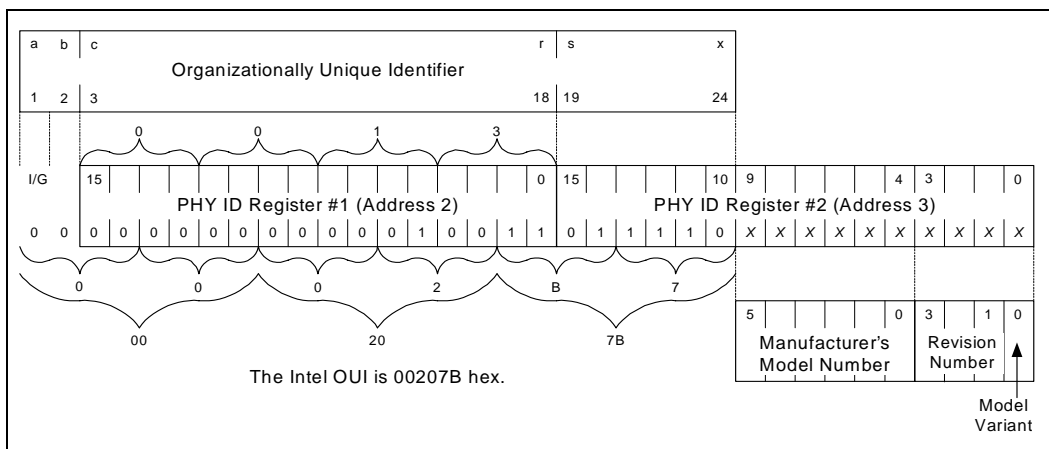 a b c r s x
Organizationally Unique Identifier
1 2 3 18 19 24
0 0 1 3
I/G 15 0 15 10 9 4 3 0
PHY ID Register #1 (Address 2) PHY ID Register #2 (Address 3)
0 0 0 0 0 0 0 0 0 0 0 0 0 1 0 0 1 1 0 1 1 1 1 0 X X X X X X X X X X
0 0 0 2 B 7
00 20 7B
5 0 3 1 0
Manufacturer's Revision
Model Number Number
The Intel OUI is 00207B hex.
Model
Variant